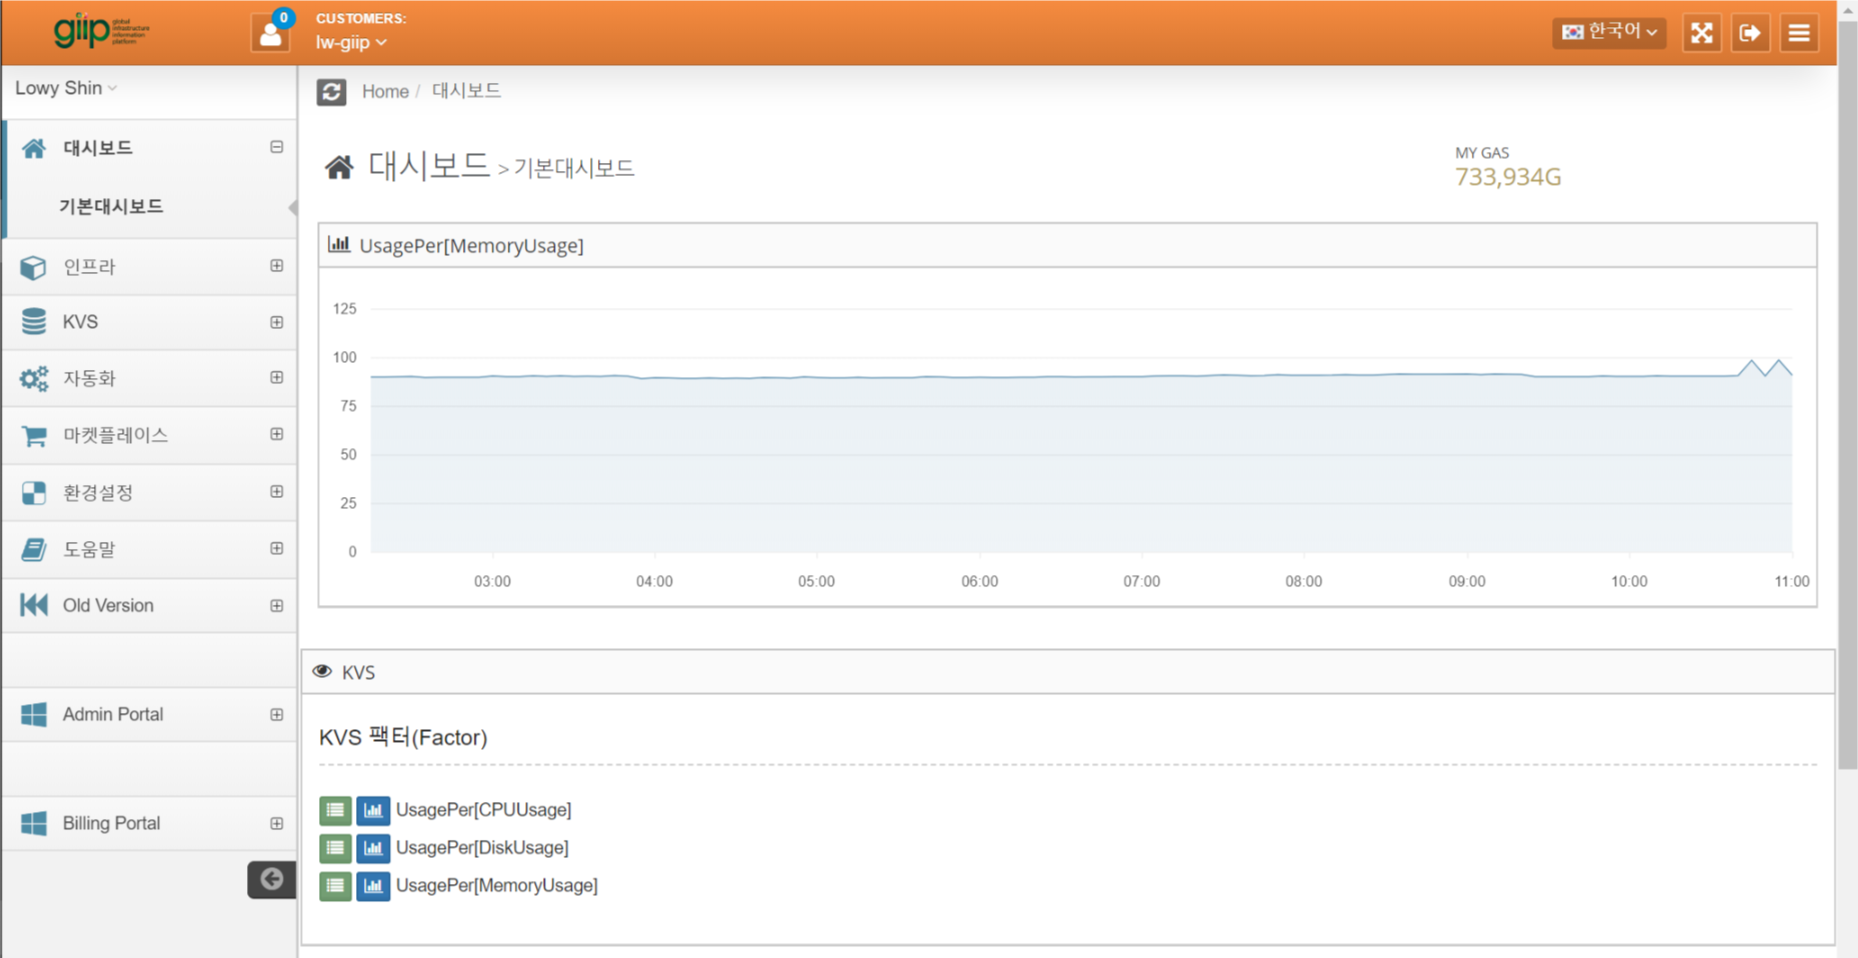 giip global infrastructure information platform
0
CUSTOMERS:
lw-giip
한국어
Lowy Shin
Home / 대시보드
대시보드
기본대시보드
인프라
KVS
자동화
마켓플레이스
환경설정
도움말
Old Version
Admin Portal
Billing Portal
대시보드 > 기본대시보드
MY GAS
733,934G
UsagePer[MemoryUsage]
125
100
75
50
25
0
03:00 04:00 05:00 06:00 07:00 08:00 09:00 10:00 11:00
KVS
KVS 팩터(Factor)
UsagePer[CPUUsage]
UsagePer[DiskUsage]
UsagePer[MemoryUsage]